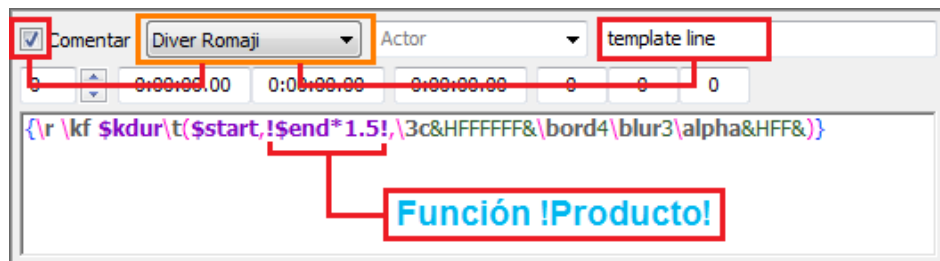 Comentar Diver Romaji Actor template line
0 0:00:00.00 0:00:00.00 0:00:00.00 0 0 0
{\r \kf $kdur\t($start,!$end*1.5!,\3c&HFFFFFF&\bord4\blur3\alpha&HFF&)}
Función !Producto!